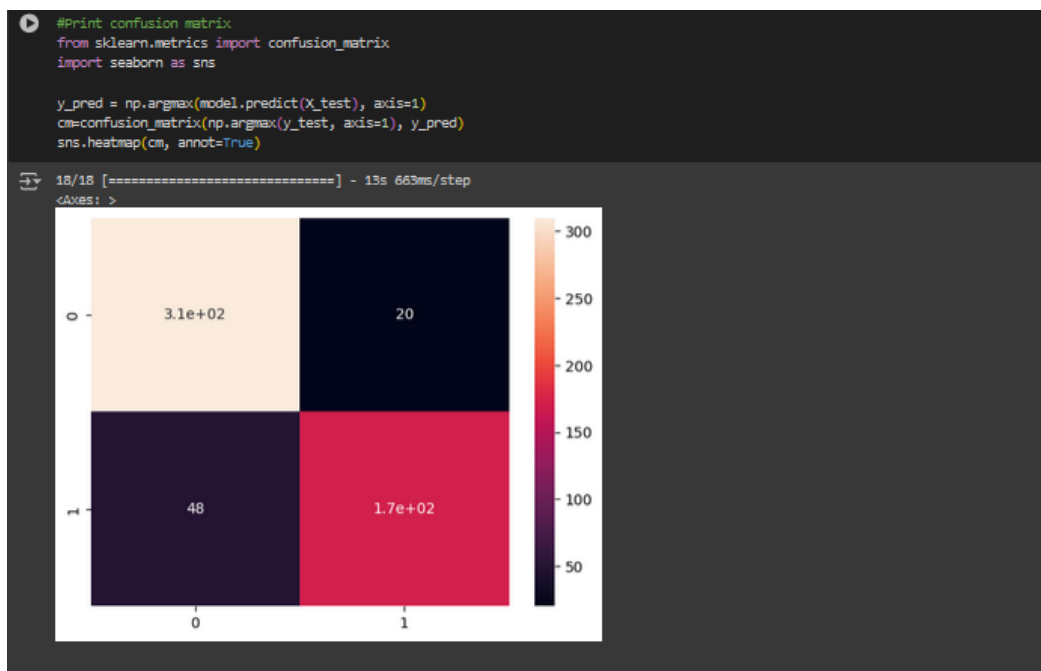 #Print confusion matrix
from sklearn.metrics import confusion_matrix
import seaborn as sns
y_pred = np.argmax(model.predict(X_test), axis=1)
cm=confusion_matrix(np.argmax(y_test, axis=1), y_pred)
sns.heatmap(cm, annot=True)
18/18 [==============================] - 13s 663ms/step
<Axes: >
300
0
3.1e+02
20
250
200
150
1
48
1.7e+02
100
50
0
1